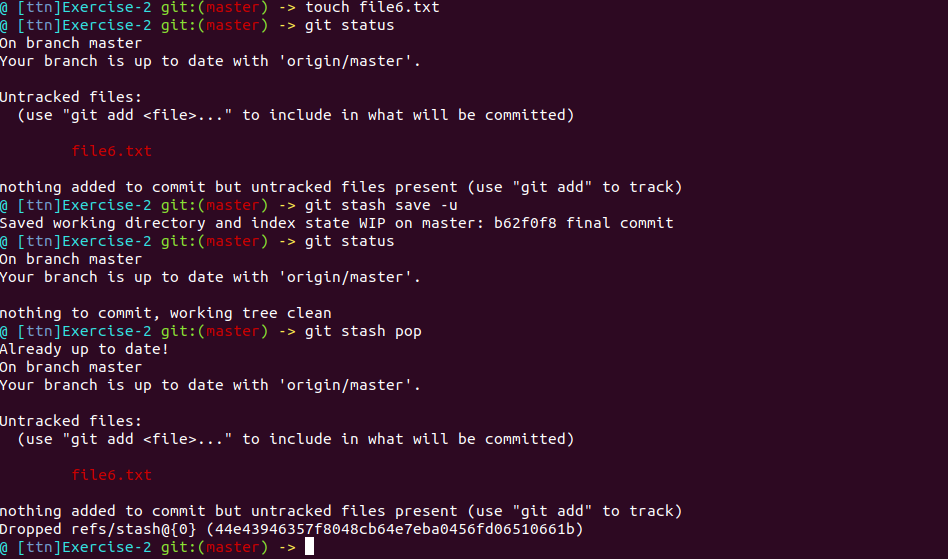 @ [ttn]Exercise-2 git:(master) -> touch file6.txt
@ [ttn]Exercise-2 git:(master) -> git status
On branch master
Your branch is up to date with 'origin/master'.

Untracked files:
  (use "git add <file>..." to include in what will be committed)

        file6.txt

nothing added to commit but untracked files present (use "git add" to track)
@ [ttn]Exercise-2 git:(master) -> git stash save -u
Saved working directory and index state WIP on master: b62f0f8 final commit
@ [ttn]Exercise-2 git:(master) -> git status
On branch master
Your branch is up to date with 'origin/master'.

nothing to commit, working tree clean
@ [ttn]Exercise-2 git:(master) -> git stash pop
Already up to date!
On branch master
Your branch is up to date with 'origin/master'.

Untracked files:
  (use "git add <file>..." to include in what will be committed)

        file6.txt

nothing added to commit but untracked files present (use "git add" to track)
Dropped refs/stash@{0} (44e43946357f8048cb64e7eba0456fd06510661b)
@ [ttn]Exercise-2 git:(master) ->